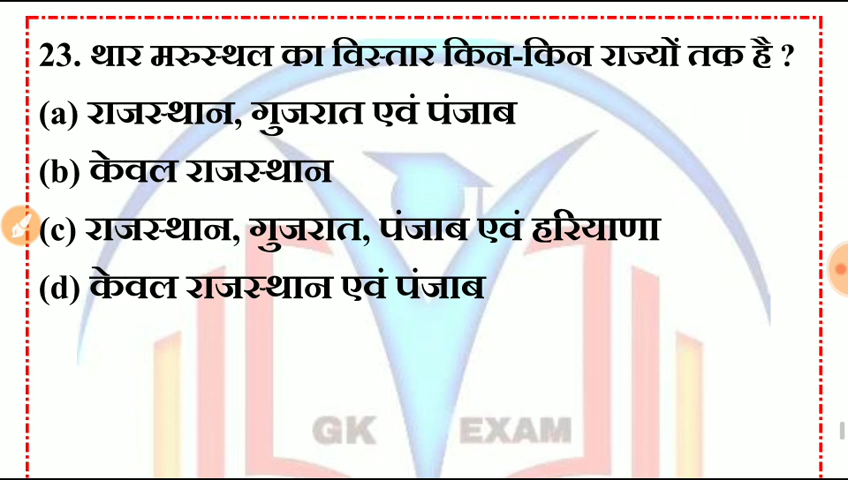 23. थार मरुस्थल का विस्तार किन-किन राज्यों तक है ?
(a) राजस्थान, गुजरात एवं पंजाब
(b) केवल राजस्थान
(c) राजस्थान, गुजरात, पंजाब एवं हरियाणा
(d) केवल राजस्थान एवं पंजाब
GK EXAM